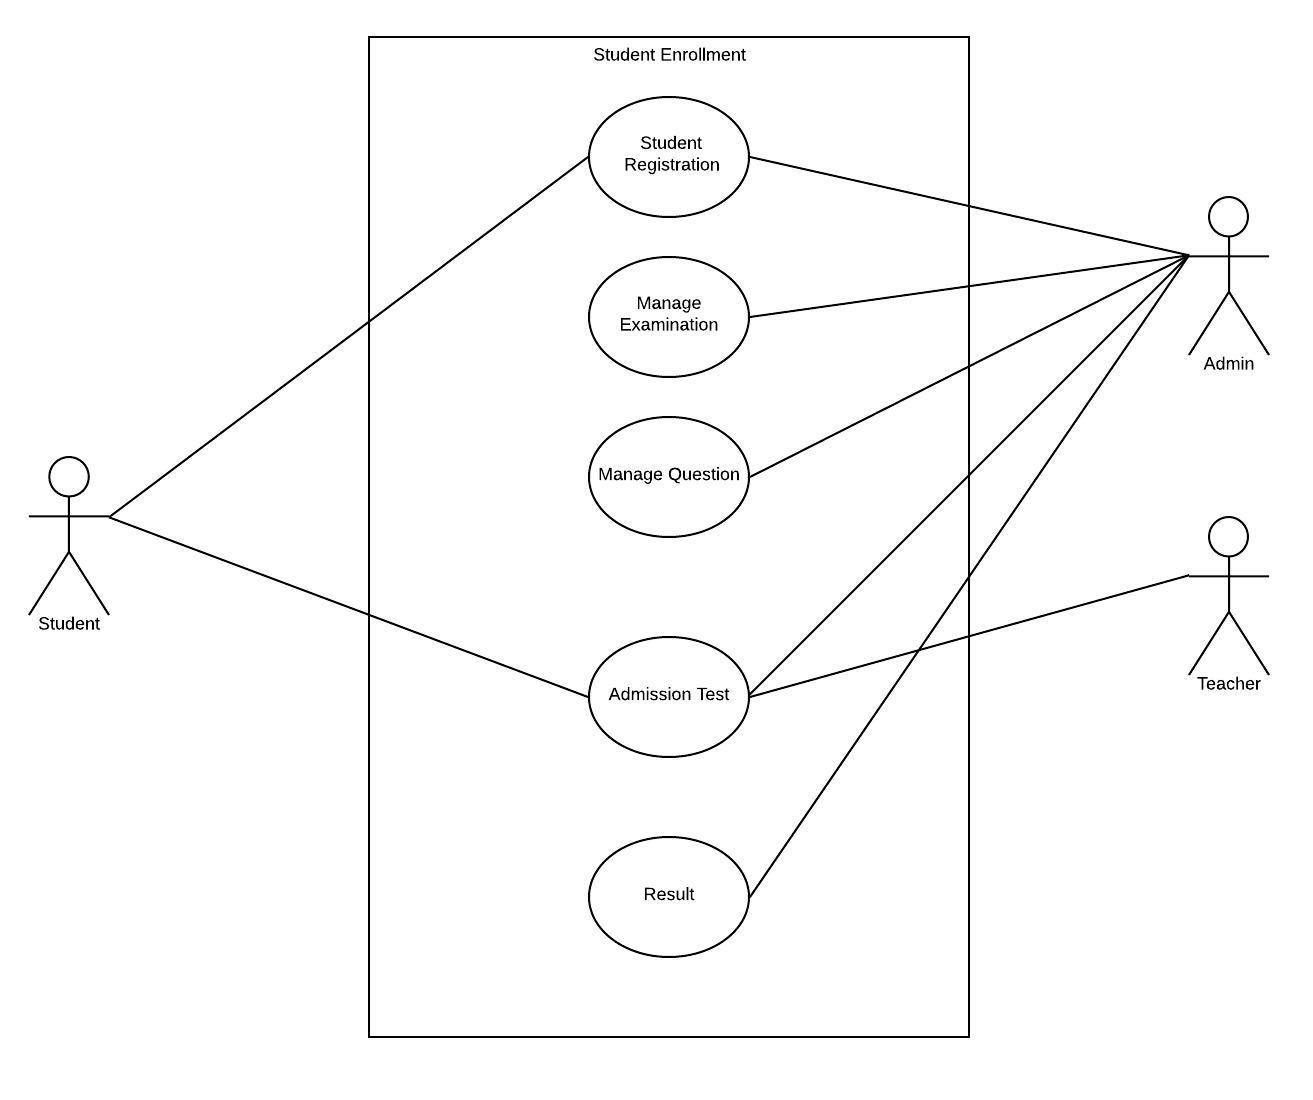 Student Enrollment
Student
Registration
Manage
Examination
Manage Question
Admission Test
Result
Student
Admin
Teacher